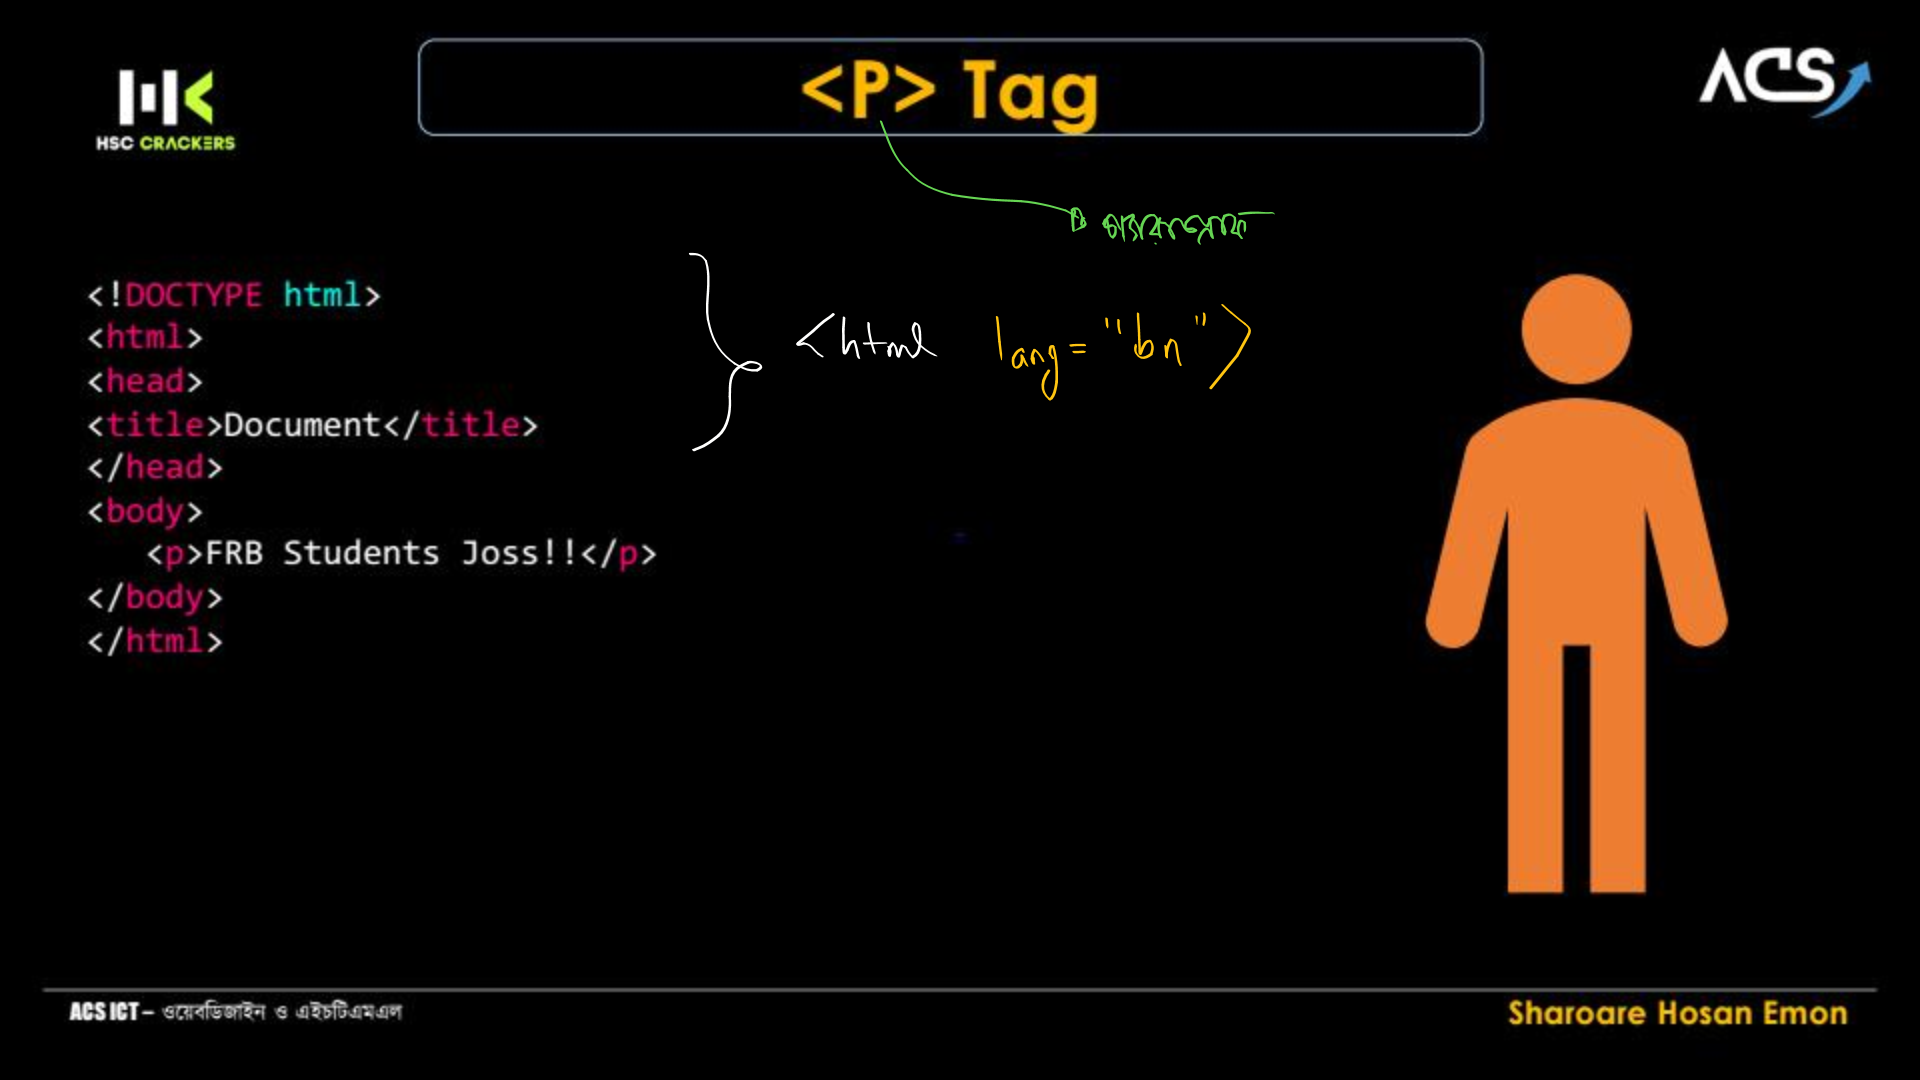 <P> Tag
HSC CRACKERS
ACS
প্যারাগ্রাফ
<!DOCTYPE html>
<html>
<head>
<title>Document</title>
</head>
<body>
<p>FRB Students Joss!!</p>
</body>
</html>
<html lang="bn">
ACS ICT – ওয়েবডিজাইন ও এইচটিএমএল
Sharoare Hosan Emon